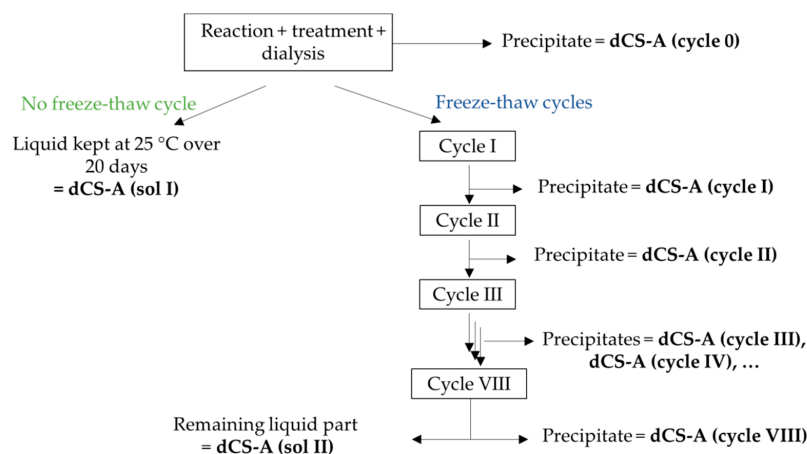 Reaction + treatment +
dialysis
Precipitate = dCS-A (cycle 0)
No freeze-thaw cycle
Freeze-thaw cycles
Liquid kept at 25 °C over
20 days
= dCS-A (sol I)
Cycle I
Precipitate = dCS-A (cycle I)
Cycle II
Precipitate = dCS-A (cycle II)
Cycle III
Precipitates = dCS-A (cycle III),
dCS-A (cycle IV), …
Cycle VIII
Remaining liquid part
= dCS-A (sol II)
Precipitate = dCS-A (cycle VIII)